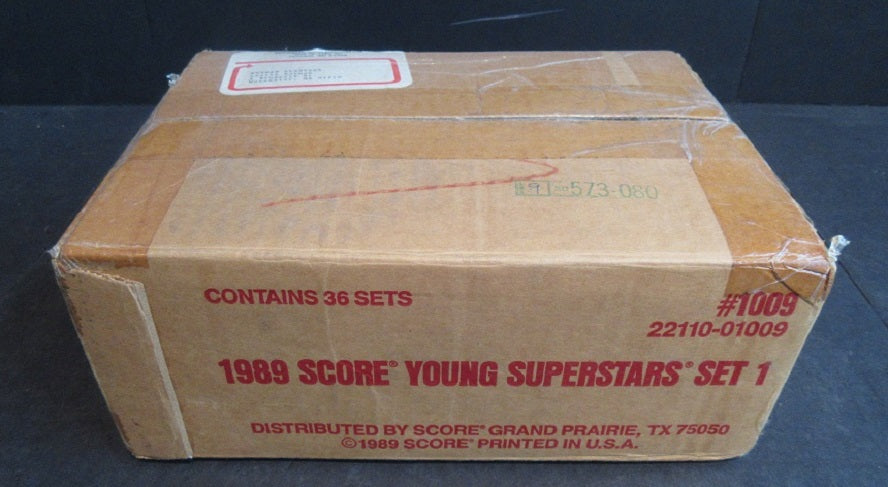 573-080
CONTAINS 36 SETS
#1009
22110-01009
1989 SCORE® YOUNG SUPERSTARS® SET 1
DISTRIBUTED BY SCORE® GRAND PRAIRIE, TX 75050
©1989 SCORE® PRINTED IN U.S.A.